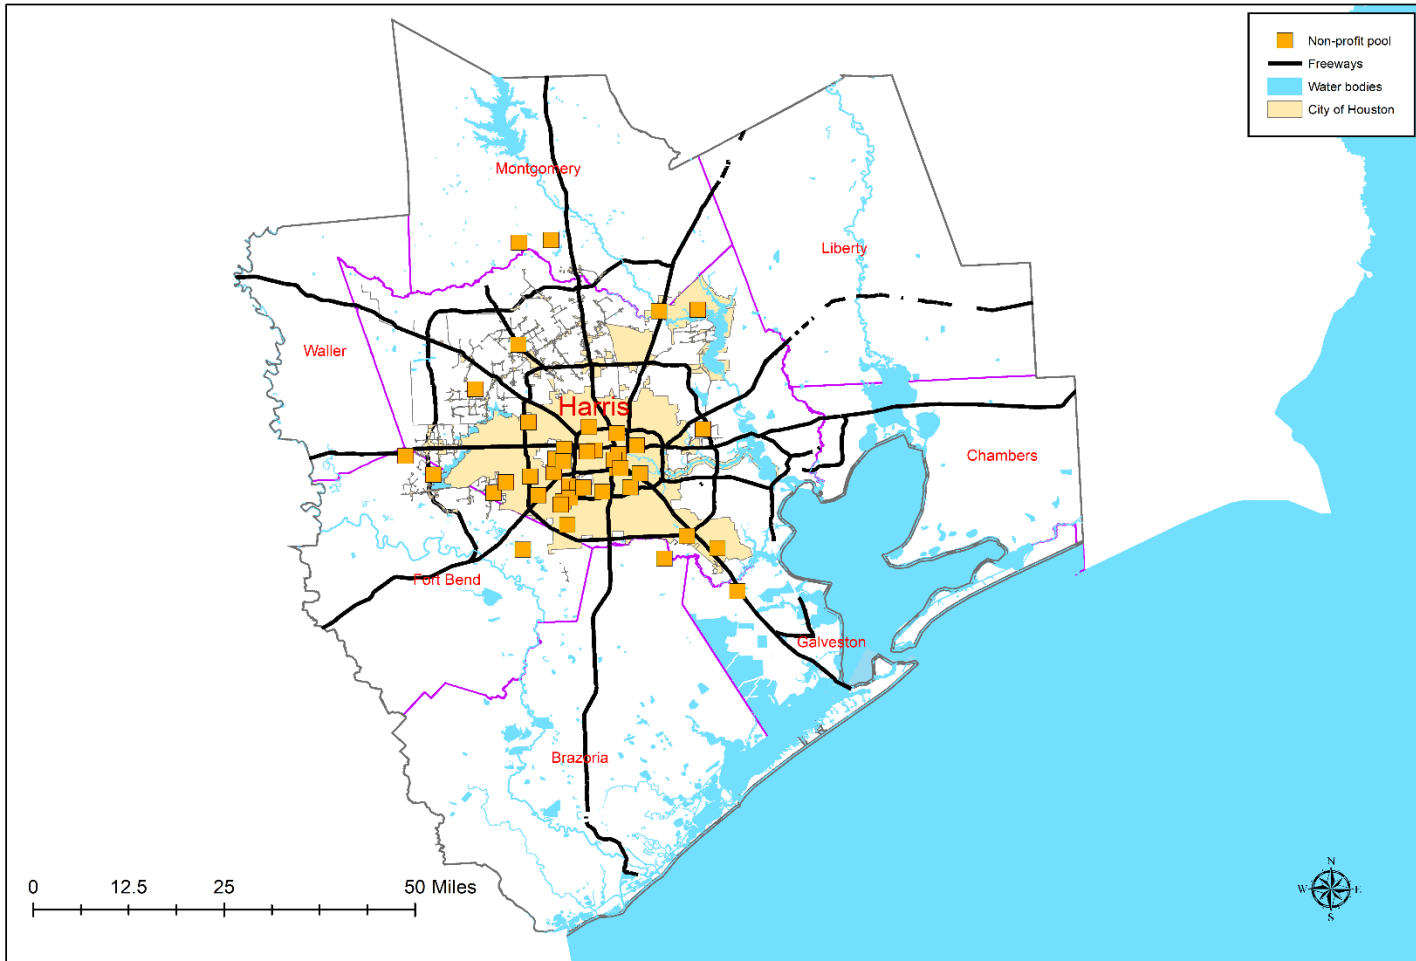 Non-profit pool
Freeways
Water bodies
City of Houston
Montgomery
Liberty
Waller
Harris
Chambers
Fort Bend
Galveston
Brazoria
0 12.5 25 50 Miles
N
W E
S